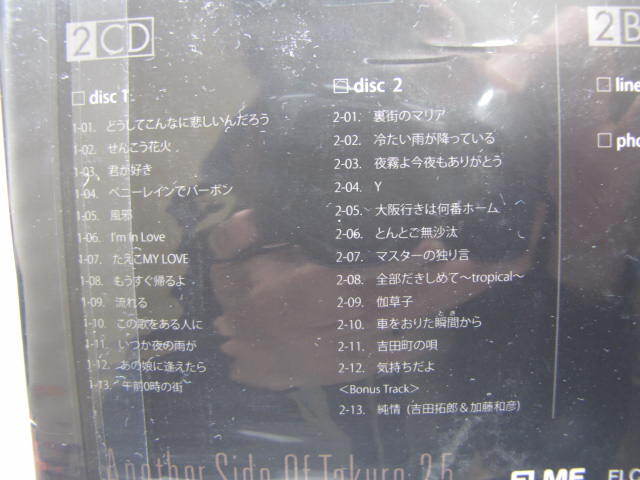 2CD
disc 1
1-01. どうしてこんなに悲しいんだろう
1-02. せんこう花火
1-03. 君が好き
1-04. ペニーレインでバーボン
1-05. 風邪
1-06. I'm In Love
1-07. たえこMY LOVE
1-08. もうすぐ帰るよ
1-09. 流れる
1-10. この歌をある人に
1-11. いつか夜の雨が
1-12. あの娘に逢えたら
1-13. 午前0時の街
disc 2
2-01. 裏街のマリア
2-02. 冷たい雨が降っている
2-03. 夜霧よ今夜もありがとう
2-04. Y
2-05. 大阪行きは何番ホーム
2-06. とんとご無沙汰
2-07. マスターの独り言
2-08. 全部だきしめて〜tropical〜
2-09. 伽草子
とき
2-10. 車をおりた瞬間から
2-11. 吉田町の唄
2-12. 気持ちだよ
<Bonus Track>
2-13. 純情 (吉田拓郎&加藤和彦)
2B
line
pho
Another Side Of Takuro 25